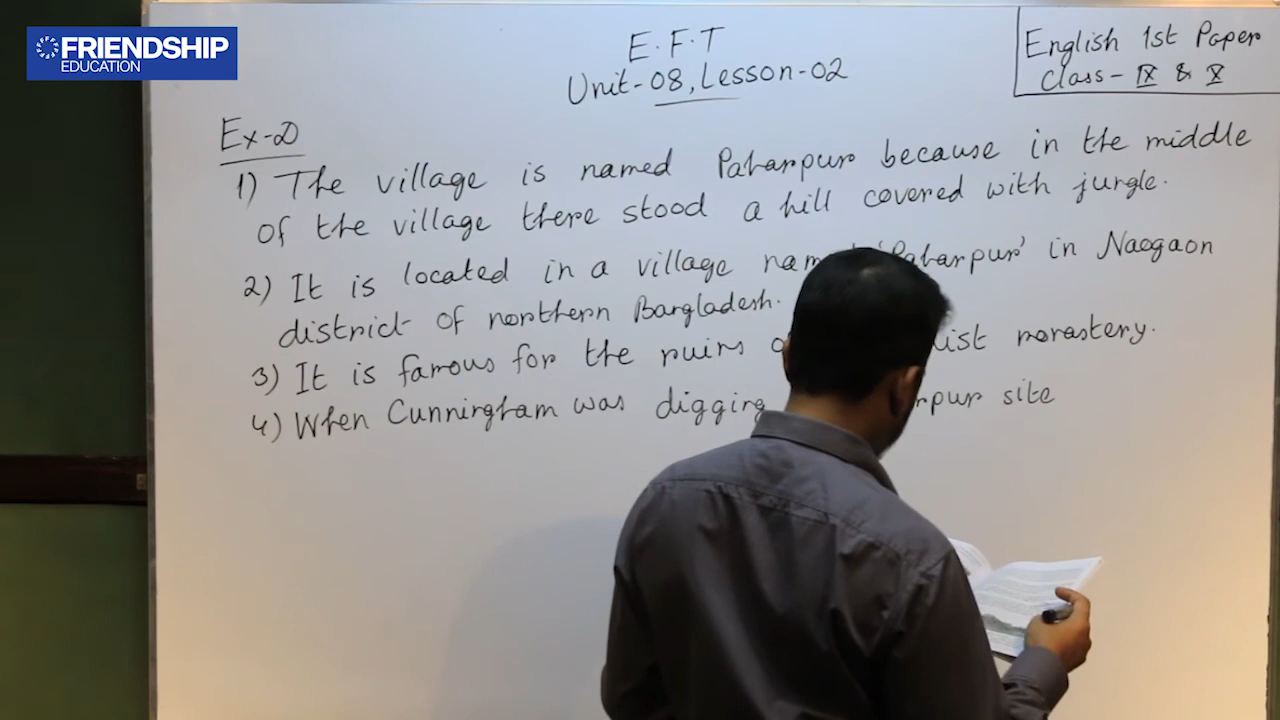 FRIENDSHIP
EDUCATION
E.F.T
Unit-08, Lesson-02
English 1st Paper
Class- IX & X
Ex-D
1) The village is named Paharpur because in the middle
of the village there stood a hill covered with jungle.
2) It is located in a village 'Paharpur' in Naogaon
district of northern Bangladesh.
3) It is famous for the ruins monastery.
4) When Cunningham was digging site